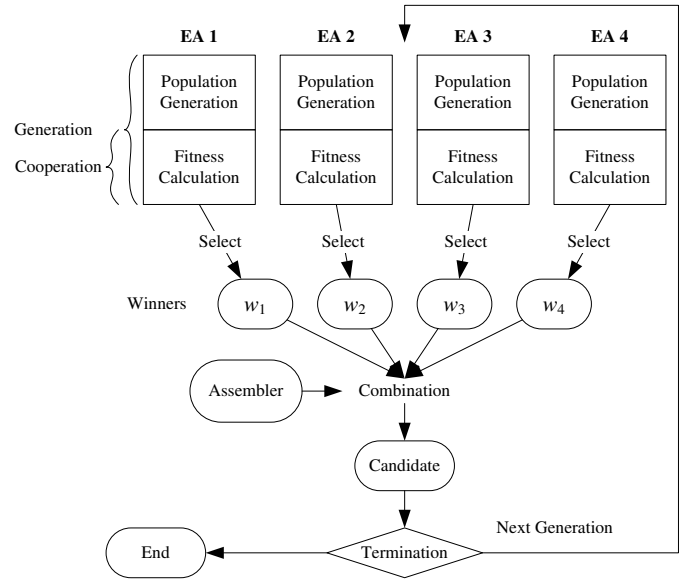 EA 1 EA 2 EA 3 EA 4
Population Generation Population Generation Population Generation Population Generation
Generation
Cooperation
Fitness Calculation Fitness Calculation Fitness Calculation Fitness Calculation
Select Select Select Select
Winners w1 w2 w3 w4
Assembler Combination
Candidate
Next Generation
End Termination